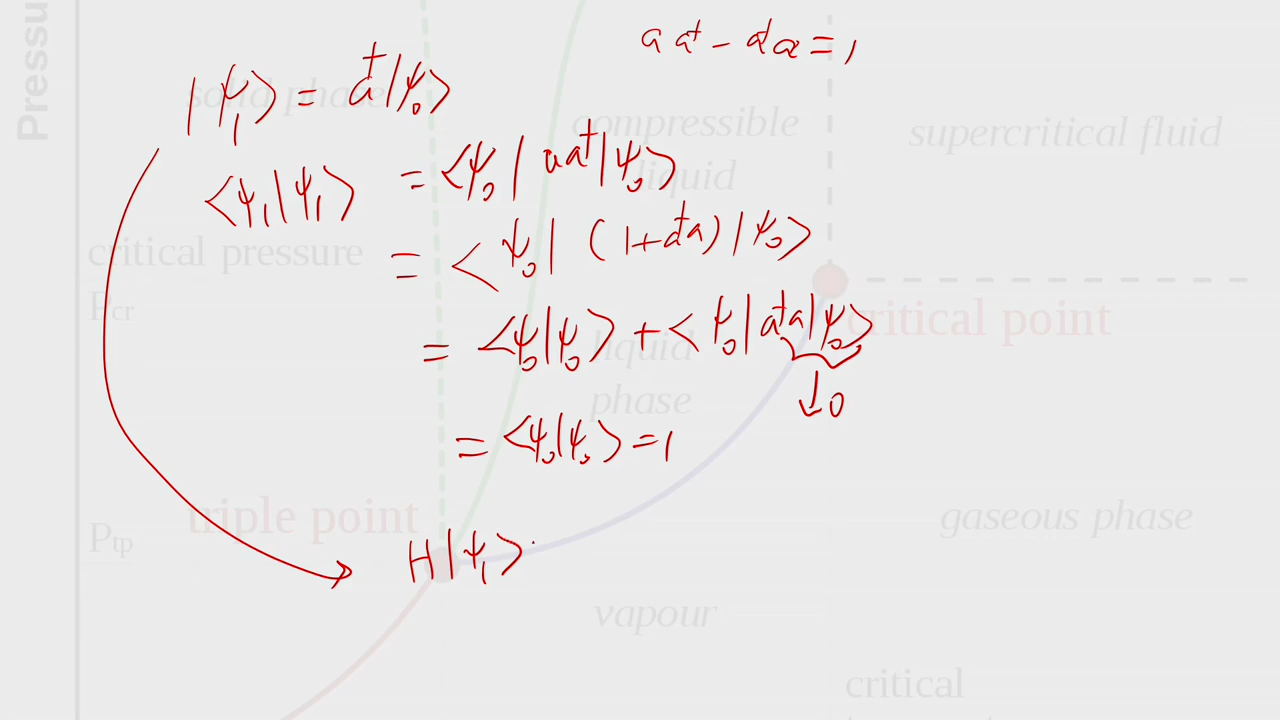 Pressu
a a† - a†a = 1
|ψ₁⟩ = a†|ψ₀⟩
⟨ψ₁|ψ₁⟩ = ⟨ψ₀| a a† |ψ₀⟩
= ⟨ψ₀| (1+a†a) |ψ₀⟩
= ⟨ψ₀|ψ₀⟩ + ⟨ψ₀|a†a|ψ₀⟩
↓ 0
= ⟨ψ₀|ψ₀⟩ = 1
H|ψ₁⟩
solid phase
compressible
liquid
supercritical fluid
critical pressure
Pcr
critical point
liquid
phase
triple point
Ptp
gaseous phase
vapour
critical